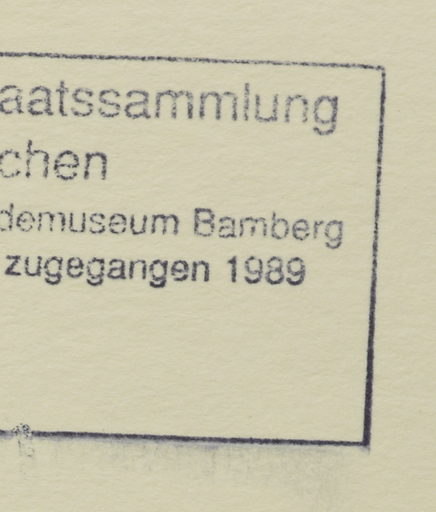 aatssammlung
chen
demuseum Bamberg
zugegangen 1989